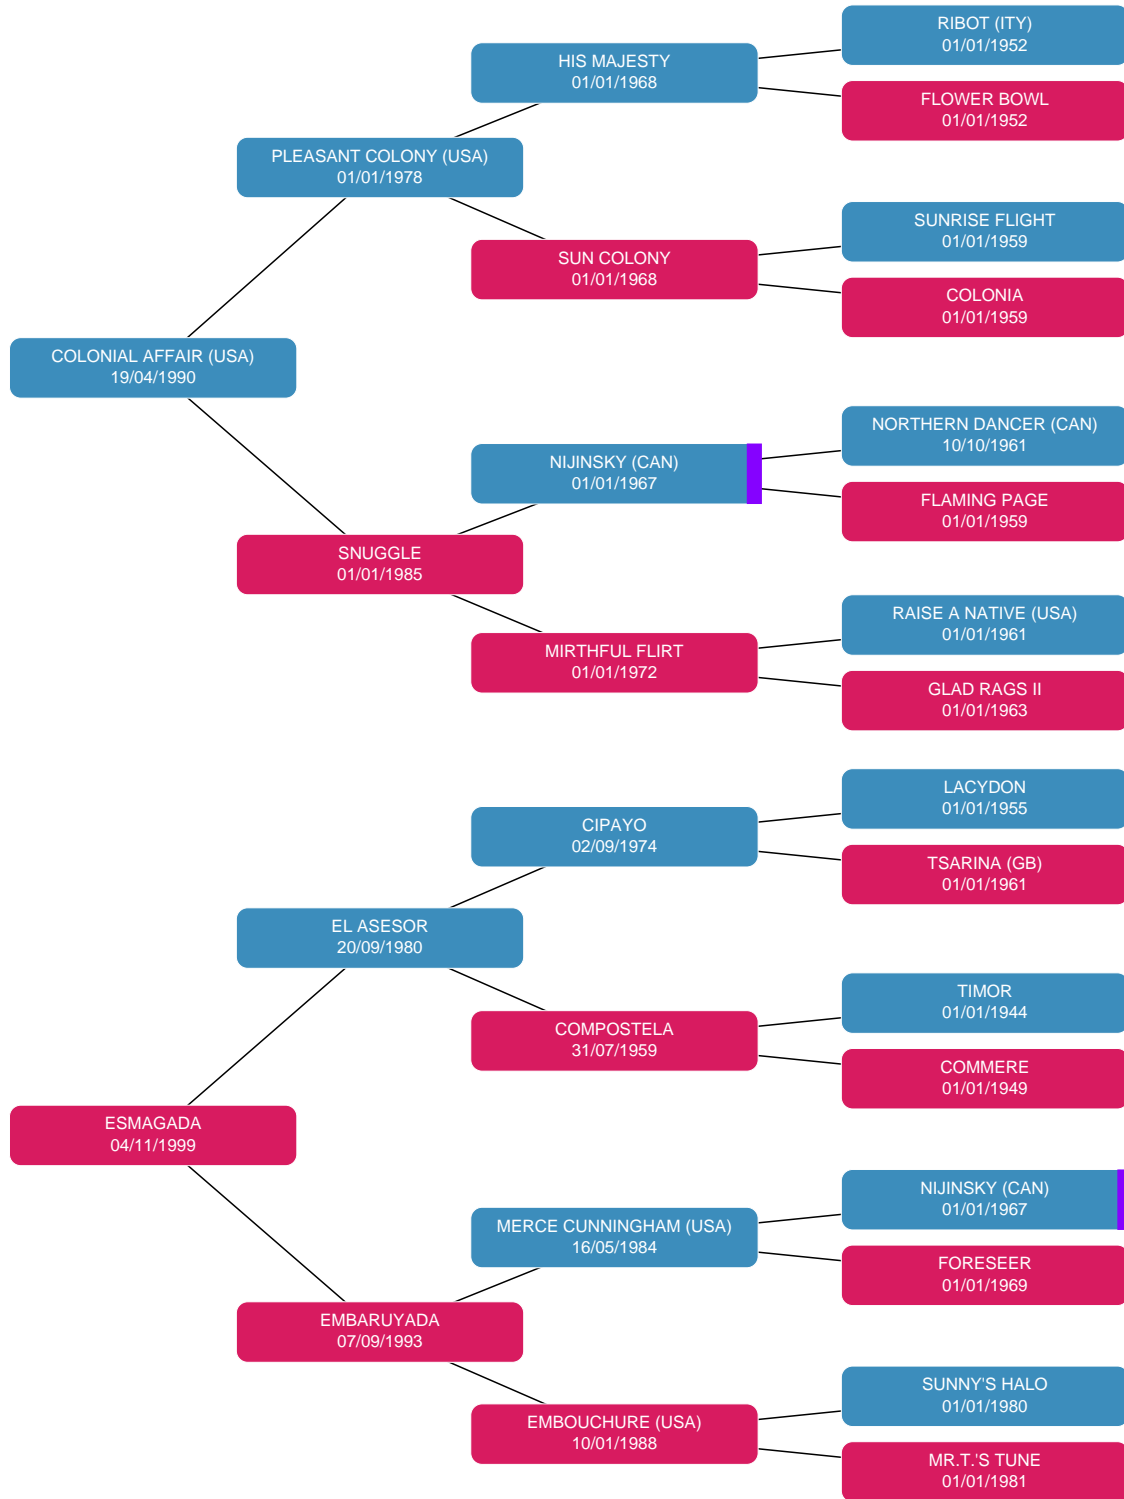 RIBOT (ITY)
01/01/1952
HIS MAJESTY
01/01/1968
FLOWER BOWL
01/01/1952
PLEASANT COLONY (USA)
01/01/1978
SUNRISE FLIGHT
01/01/1959
SUN COLONY
01/01/1968
COLONIA
01/01/1959
COLONIAL AFFAIR (USA)
19/04/1990
NORTHERN DANCER (CAN)
10/10/1961
NIJINSKY (CAN)
01/01/1967
FLAMING PAGE
01/01/1959
SNUGGLE
01/01/1985
RAISE A NATIVE (USA)
01/01/1961
MIRTHFUL FLIRT
01/01/1972
GLAD RAGS II
01/01/1963
LACYDON
01/01/1955
CIPAYO
02/09/1974
TSARINA (GB)
01/01/1961
EL ASESOR
20/09/1980
TIMOR
01/01/1944
COMPOSTELA
31/07/1959
COMMERE
01/01/1949
ESMAGADA
04/11/1999
NIJINSKY (CAN)
01/01/1967
MERCE CUNNINGHAM (USA)
16/05/1984
FORESEER
01/01/1969
EMBARUYADA
07/09/1993
SUNNY'S HALO
01/01/1980
EMBOUCHURE (USA)
10/01/1988
MR.T.'S TUNE
01/01/1981